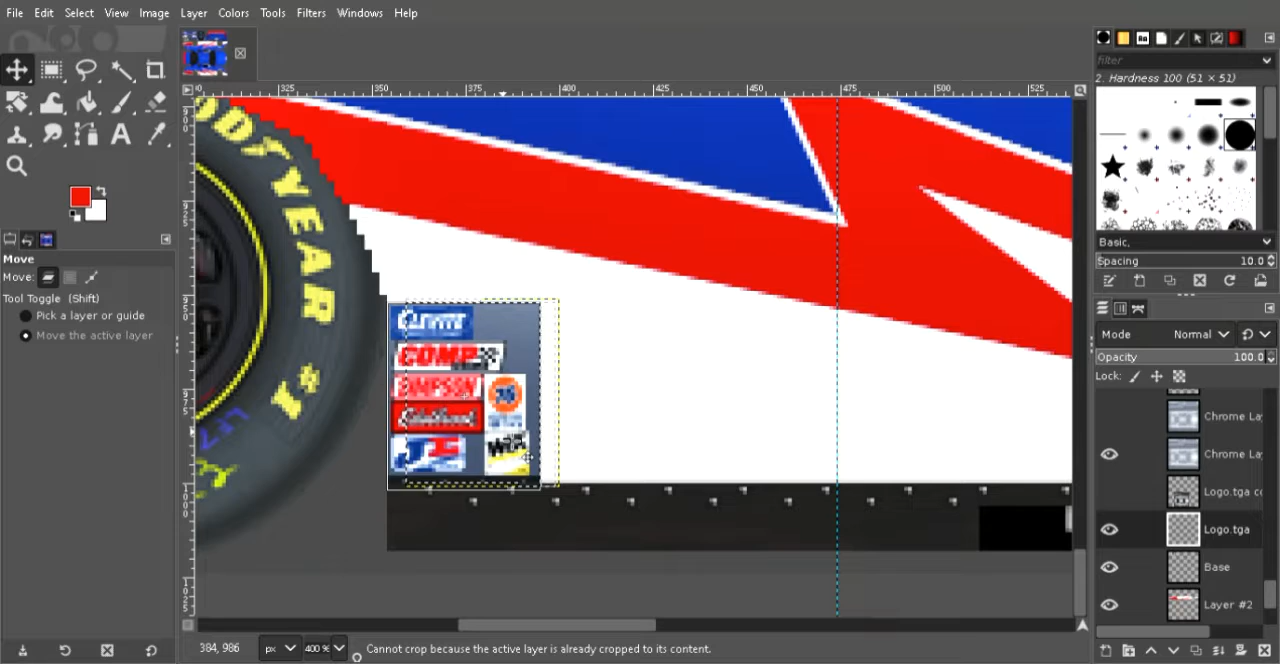 File Edit Select View Image Layer Colors Tools Filters Windows Help
325 350 375 400 425 450 475 500 525
filter
2. Hardness 100 (51 × 51)
Basic,
Spacing 10.0
Move
Move:
Tool Toggle (Shift)
Pick a layer or guide
Move the active layer
Mode Normal
Opacity 100.0
Lock:
Chrome La
Chrome La
Logo.tga co
Logo.tga
Base
Layer #2
GOODYEAR #1
COMP
SIMPSON
76
384, 986 px 400 % Cannot crop because the active layer is already cropped to its content.